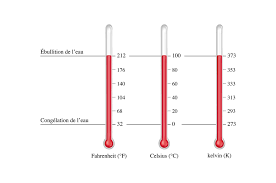 Ébullition de l'eau 212 100 373
176 80 353
140 60 333
104 40 313
68 20 293
Congélation de l'eau 32 0 273
Fahrenheit (°F) Celsius (°C) kelvin (K)